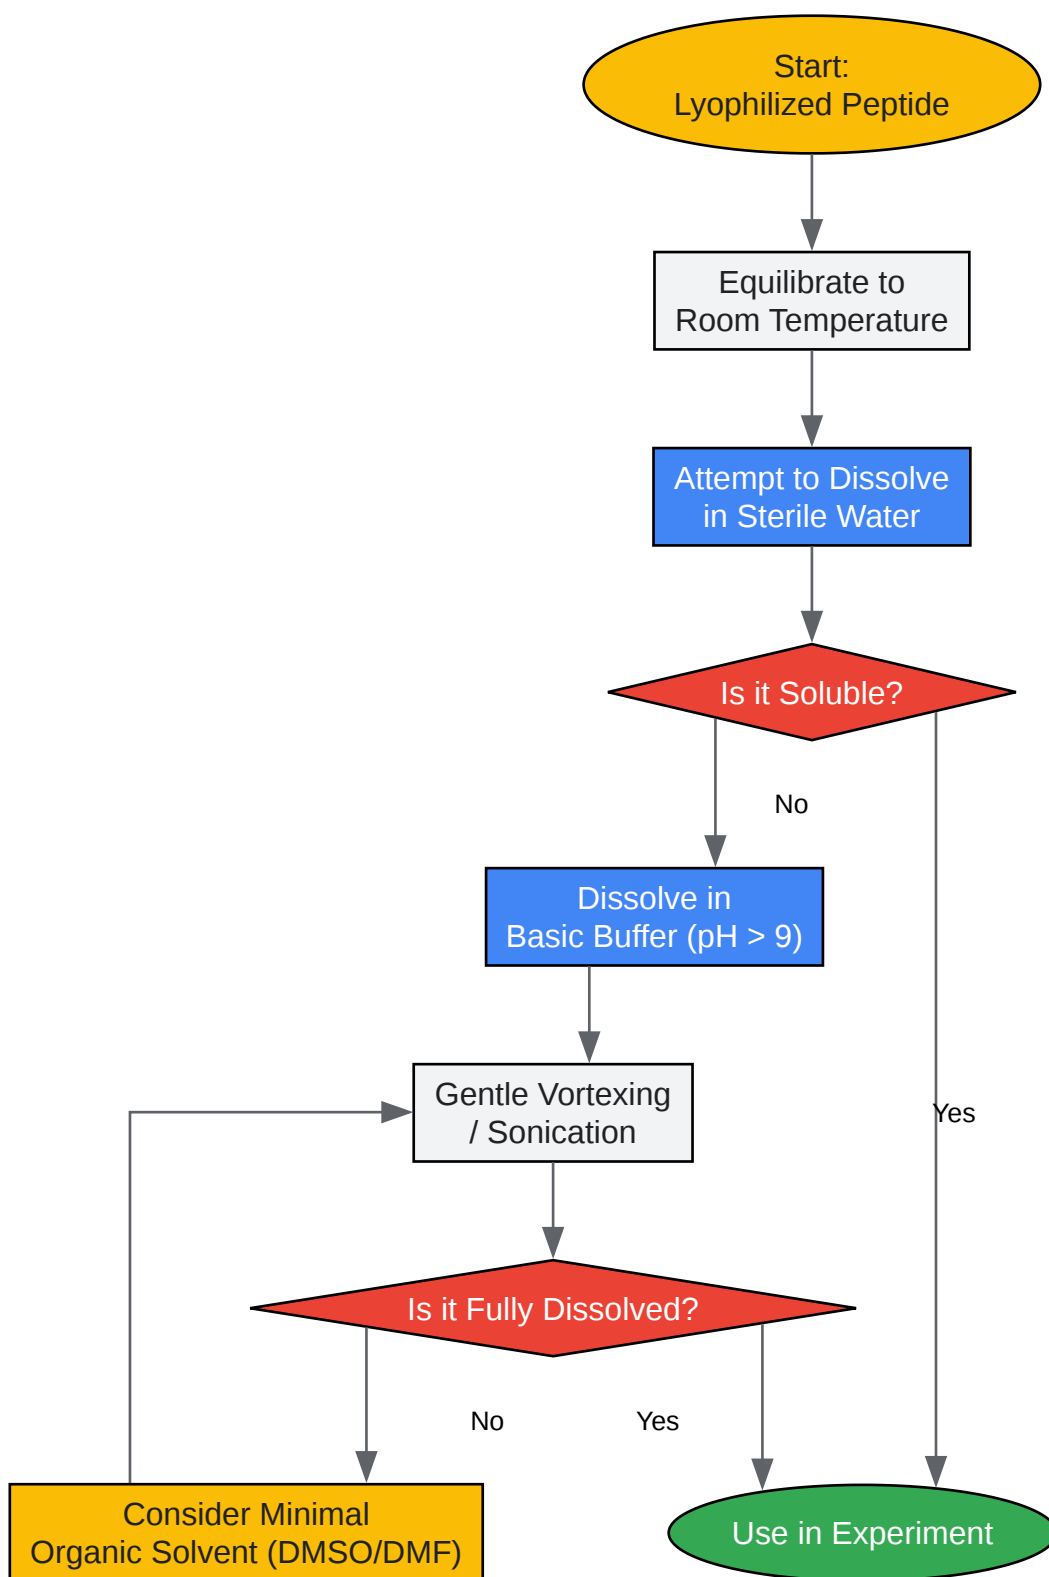 Start:
Lyophilized Peptide
Equilibrate to
Room Temperature
Attempt to Dissolve
in Sterile Water
Is it Soluble?
No
Dissolve in
Basic Buffer (pH > 9)
Gentle Vortexing
/ Sonication
Yes
Is it Fully Dissolved?
No
Yes
Consider Minimal
Organic Solvent (DMSO/DMF)
Use in Experiment